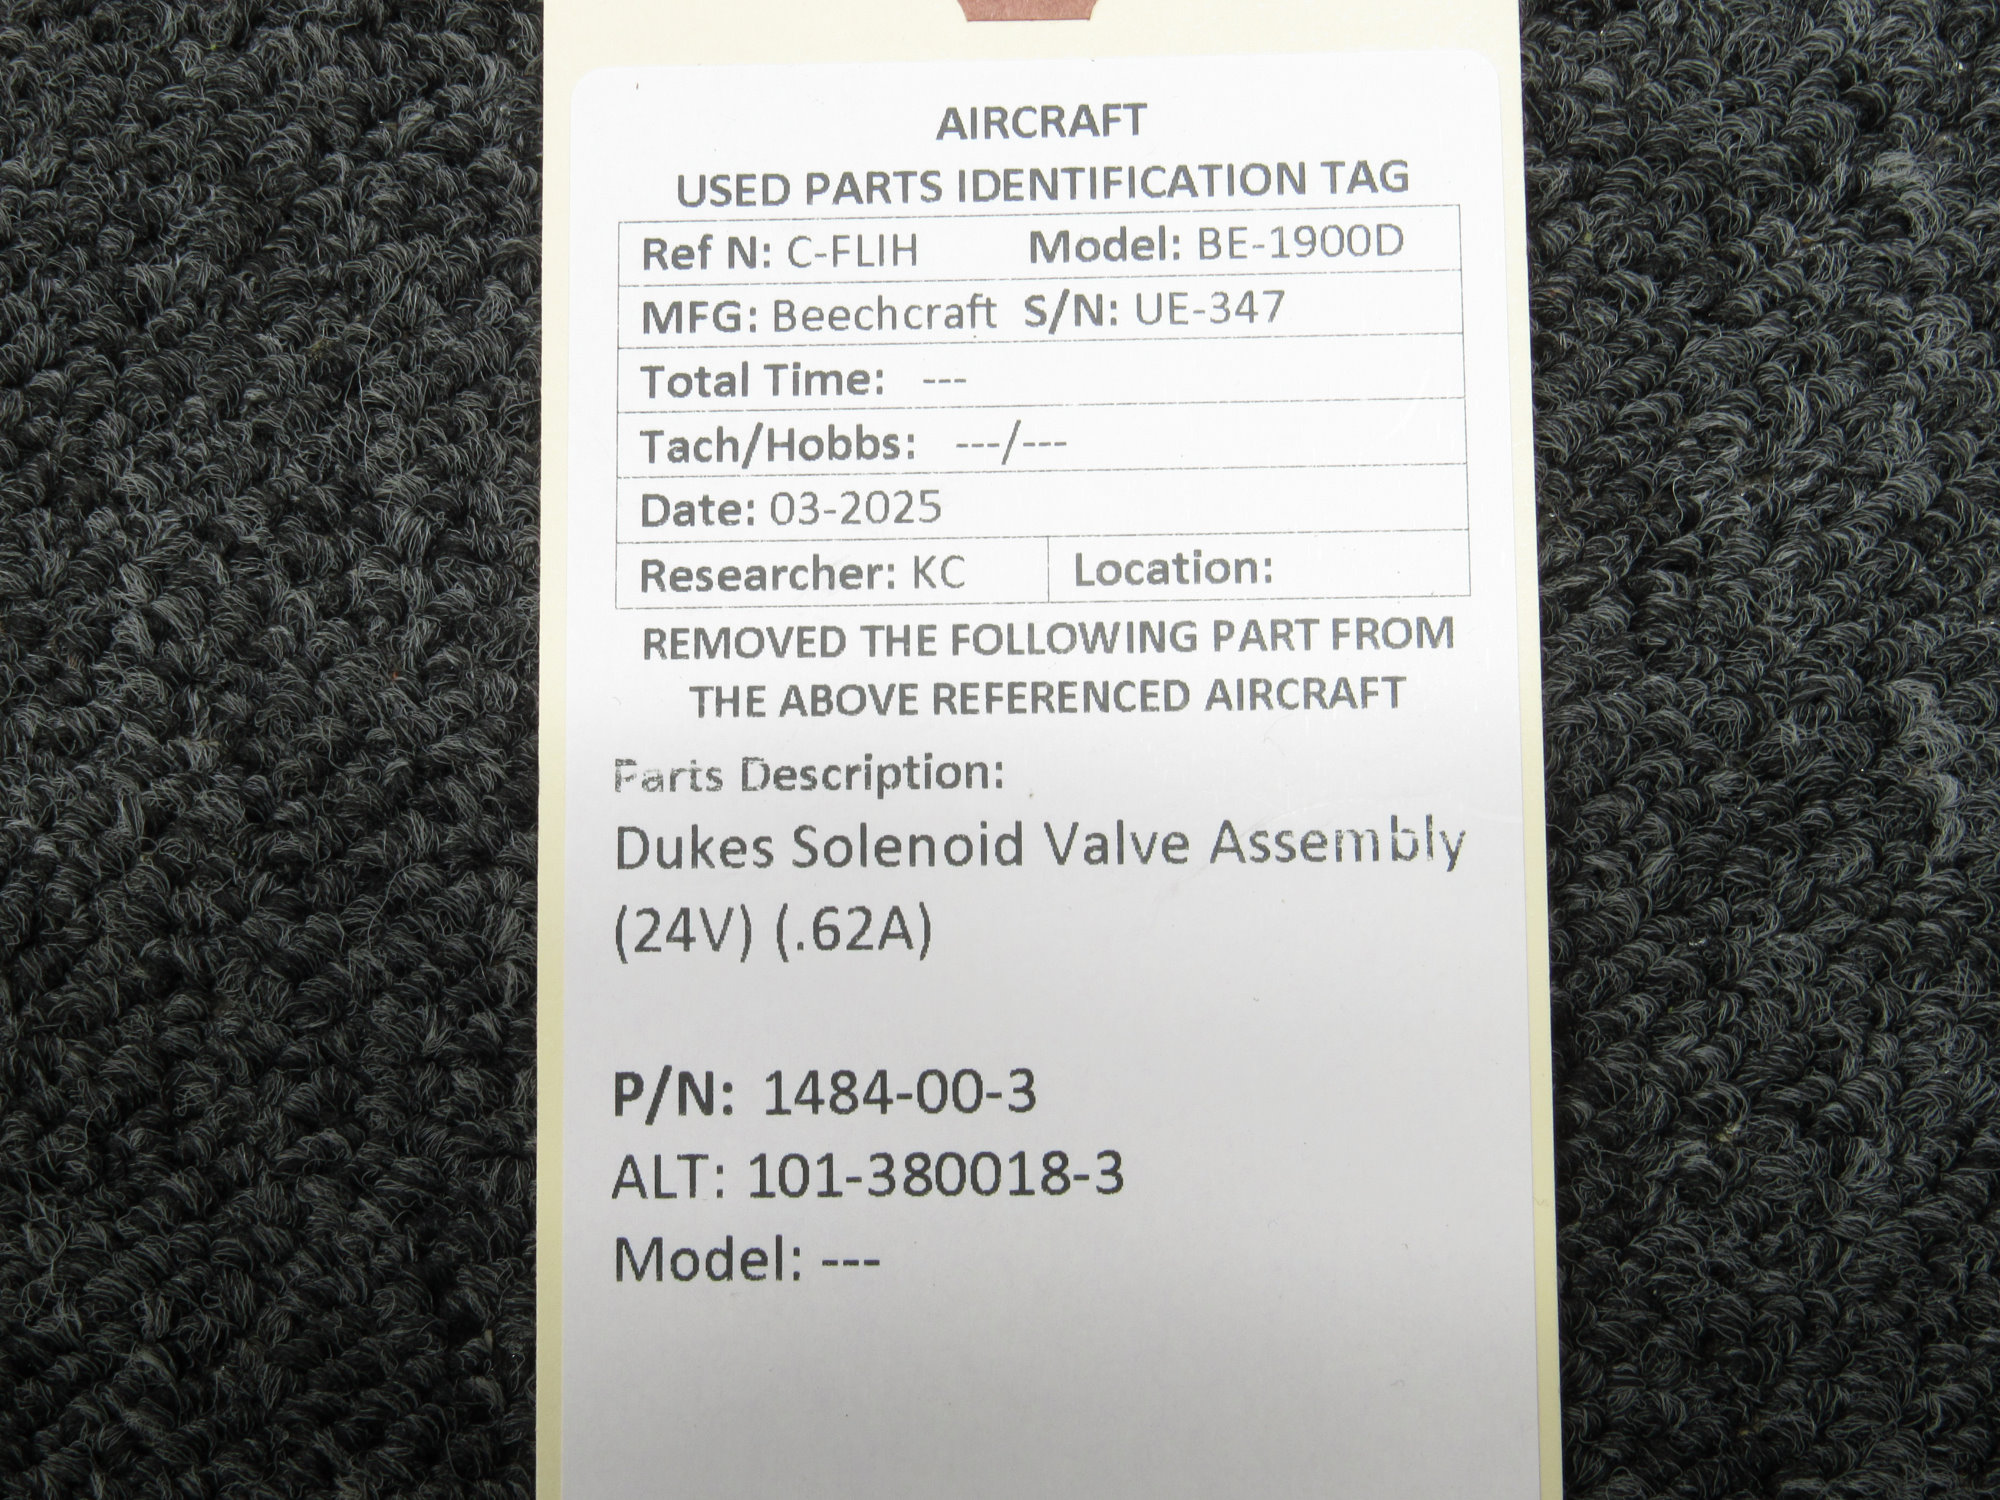 AIRCRAFT
USED PARTS IDENTIFICATION TAG
Ref N: C-FLIH Model: BE-1900D
MFG: Beechcraft S/N: UE-347
Total Time: ---
Tach/Hobbs: ---/---
Date: 03-2025
Researcher: KC Location:
REMOVED THE FOLLOWING PART FROM
THE ABOVE REFERENCED AIRCRAFT
Parts Description:
Dukes Solenoid Valve Assembly
(24V) (.62A)
P/N: 1484-00-3
ALT: 101-380018-3
Model: ---